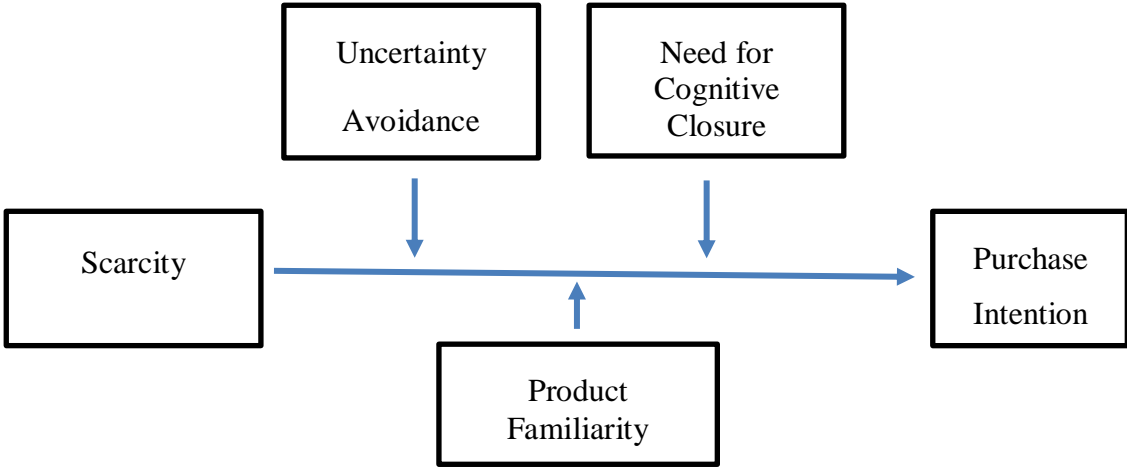 Uncertainty
Avoidance
Need for
Cognitive
Closure
Scarcity
Purchase
Intention
Product
Familiarity